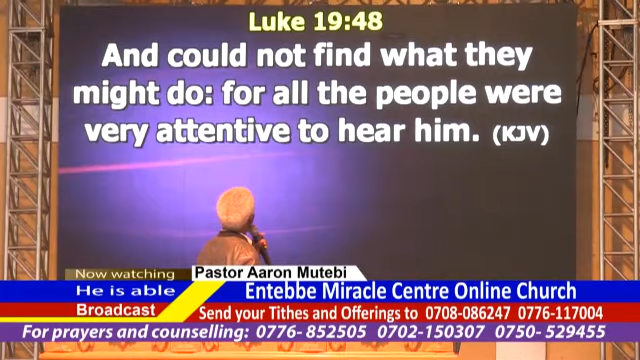 Luke 19:48
And could not find what they
might do: for all the people were
very attentive to hear him. (KJV)
Now watching
Pastor Aaron Mutebi
He is able
Entebbe Miracle Centre Online Church
Broadcast
Send your Tithes and Offerings to 0708-086247 0776-117004
For prayers and counselling: 0776- 852505 0702-150307 0750- 529455